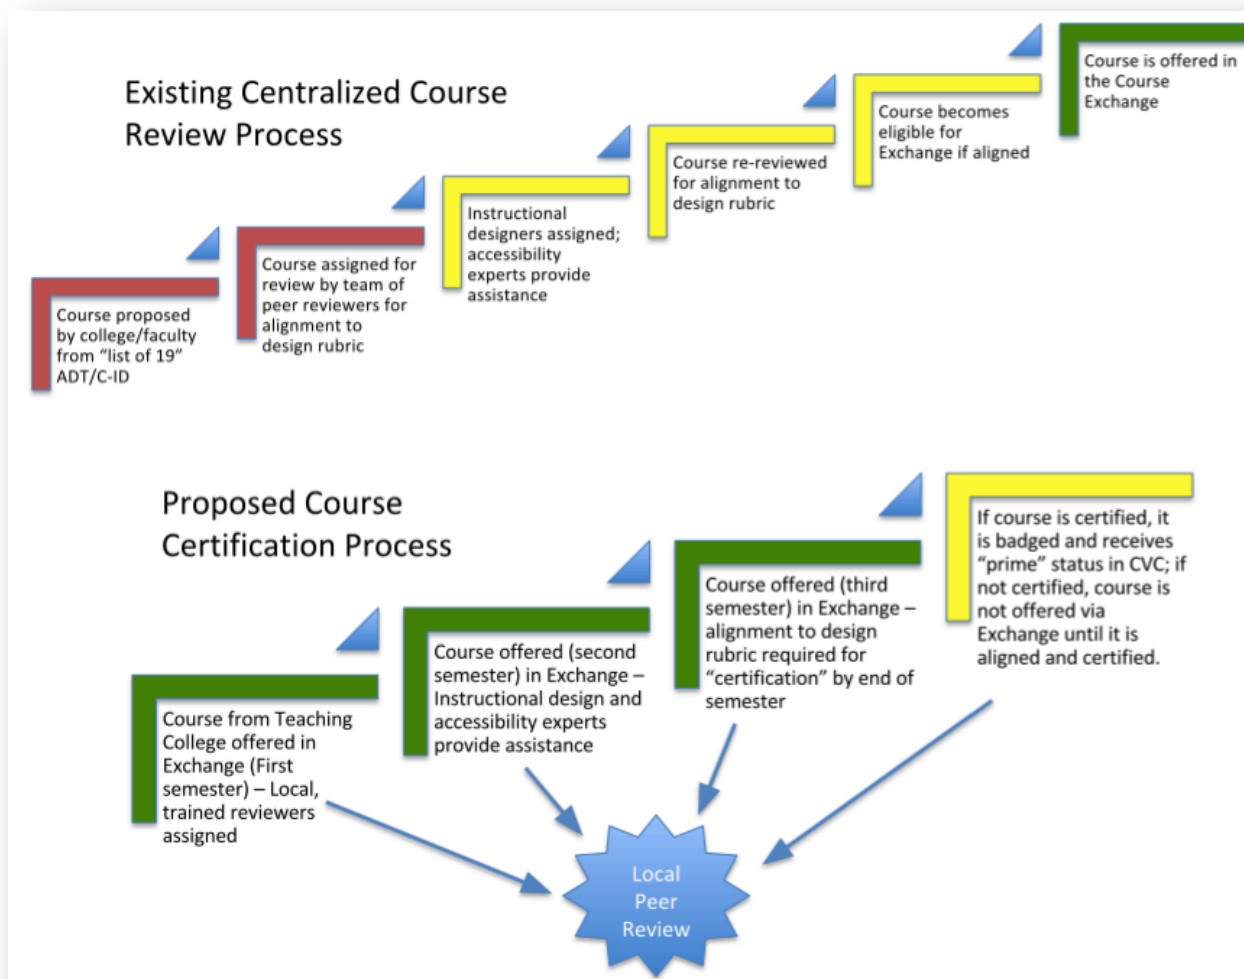 Existing Centralized Course
Review Process
Course proposed
by college/faculty
from “list of 19”
ADT/C-ID
Course assigned for
review by team of
peer reviewers for
alignment to
design rubric
Instructional
designers assigned;
accessibility
experts provide
assistance
Course re-reviewed
for alignment to
design rubric
Course becomes
eligible for
Exchange if aligned
Course is offered in
the Course
Exchange
Proposed Course
Certification Process
Course from Teaching
College offered in
Exchange (First
semester) – Local,
trained reviewers
assigned
Course offered (second
semester) in Exchange –
Instructional design and
accessibility experts
provide assistance
Course offered (third
semester) in Exchange –
alignment to design
rubric required for
“certification” by end of
semester
If course is certified, it
is badged and receives
“prime” status in CVC; if
not certified, course is
not offered via
Exchange until it is
aligned and certified.
Local
Peer
Review